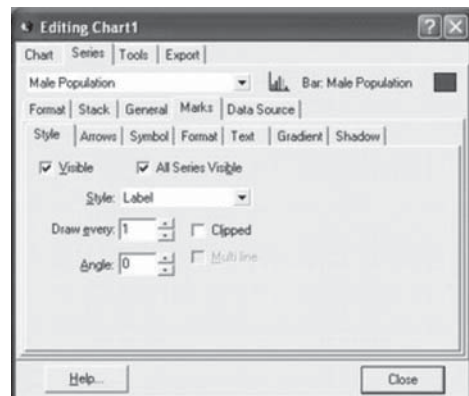 Editing Chart1
Chart Series Tools Export
Male Population Bar: Male Population
Format Stack General Marks Data Source
Style Arrows Symbol Format Text Gradient Shadow
Visible All Series Visible
Style: Label
Draw every: 1 Clipped
Angle: 0 Multi line
Help... Close